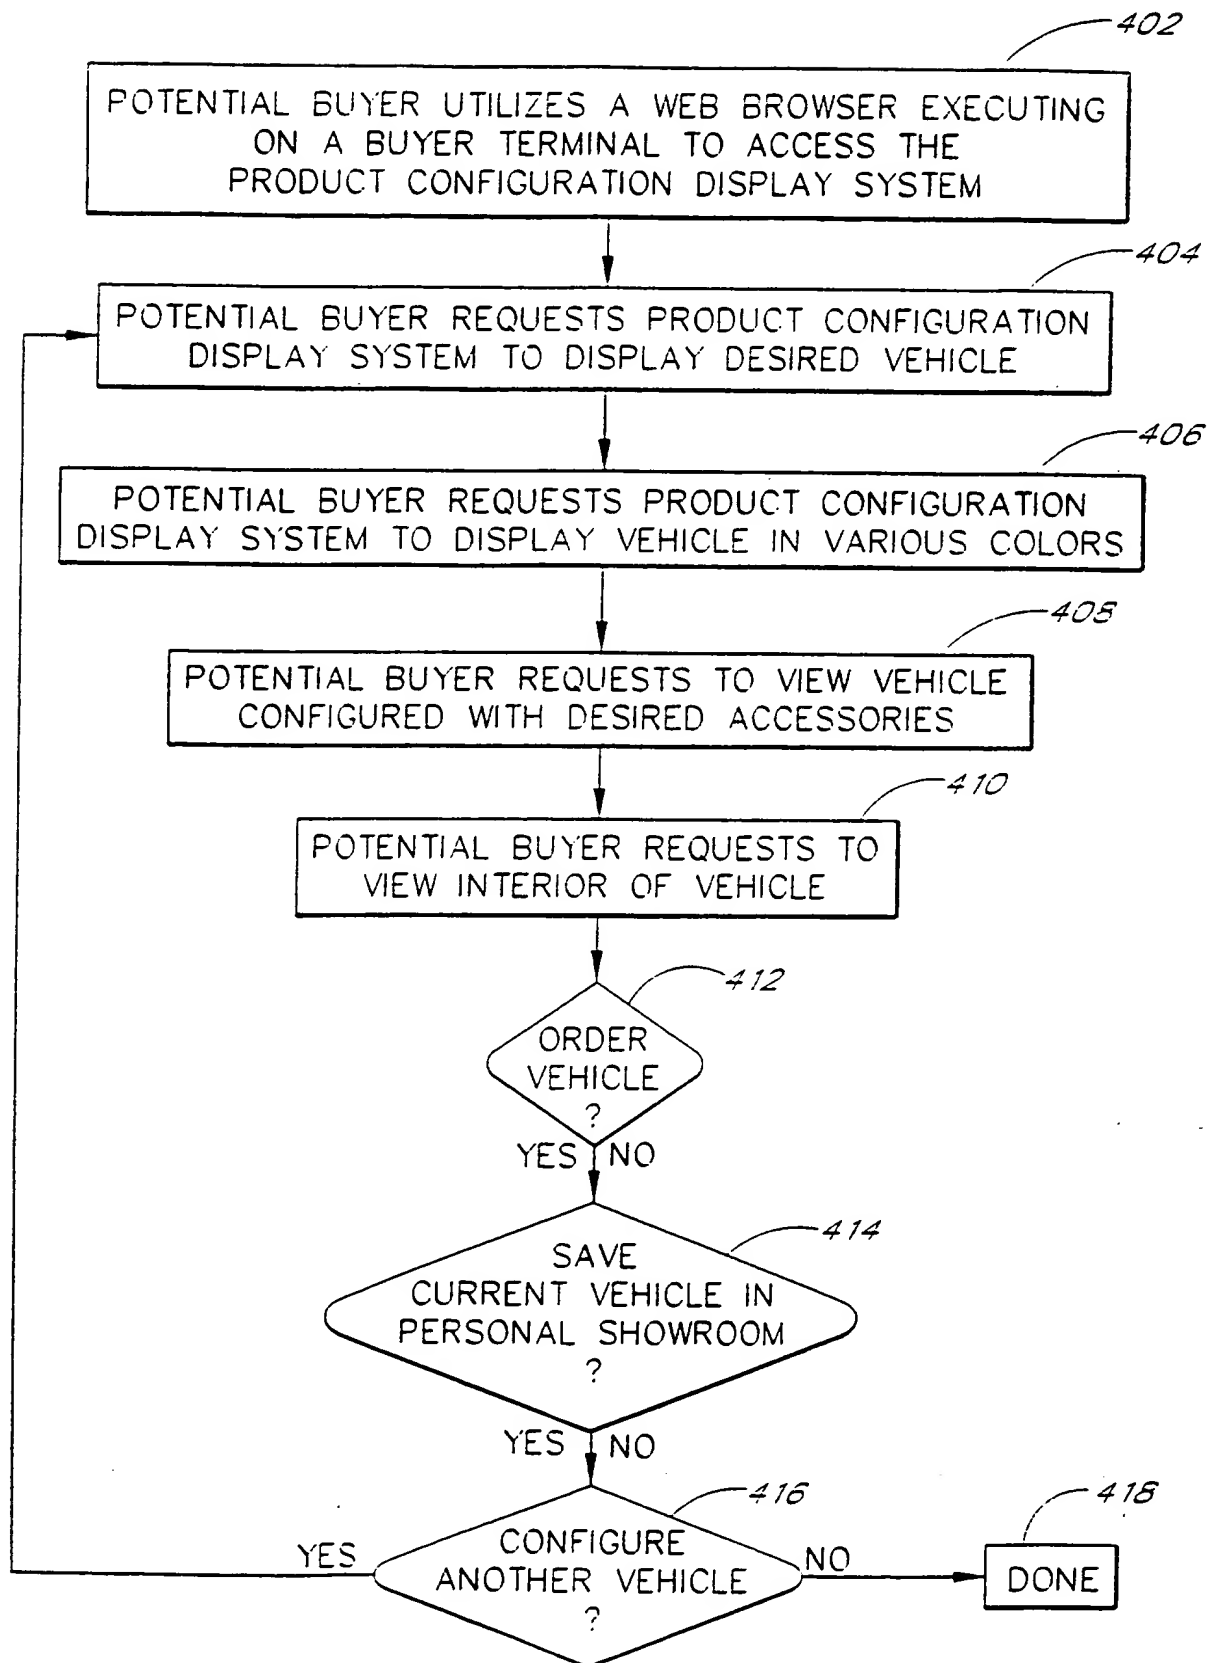 402
POTENTIAL BUYER UTILIZES A WEB BROWSER EXECUTING
ON A BUYER TERMINAL TO ACCESS THE
PRODUCT CONFIGURATION DISPLAY SYSTEM
404
POTENTIAL BUYER REQUESTS PRODUCT CONFIGURATION
DISPLAY SYSTEM TO DISPLAY DESIRED VEHICLE
406
POTENTIAL BUYER REQUESTS PRODUCT CONFIGURATION
DISPLAY SYSTEM TO DISPLAY VEHICLE IN VARIOUS COLORS
408
POTENTIAL BUYER REQUESTS TO VIEW VEHICLE
CONFIGURED WITH DESIRED ACCESSORIES
410
POTENTIAL BUYER REQUESTS TO
VIEW INTERIOR OF VEHICLE
412
ORDER
VEHICLE
?
YES NO
414
SAVE
CURRENT VEHICLE IN
PERSONAL SHOWROOM
?
YES NO
416
CONFIGURE
ANOTHER VEHICLE
?
YES
NO
418
DONE